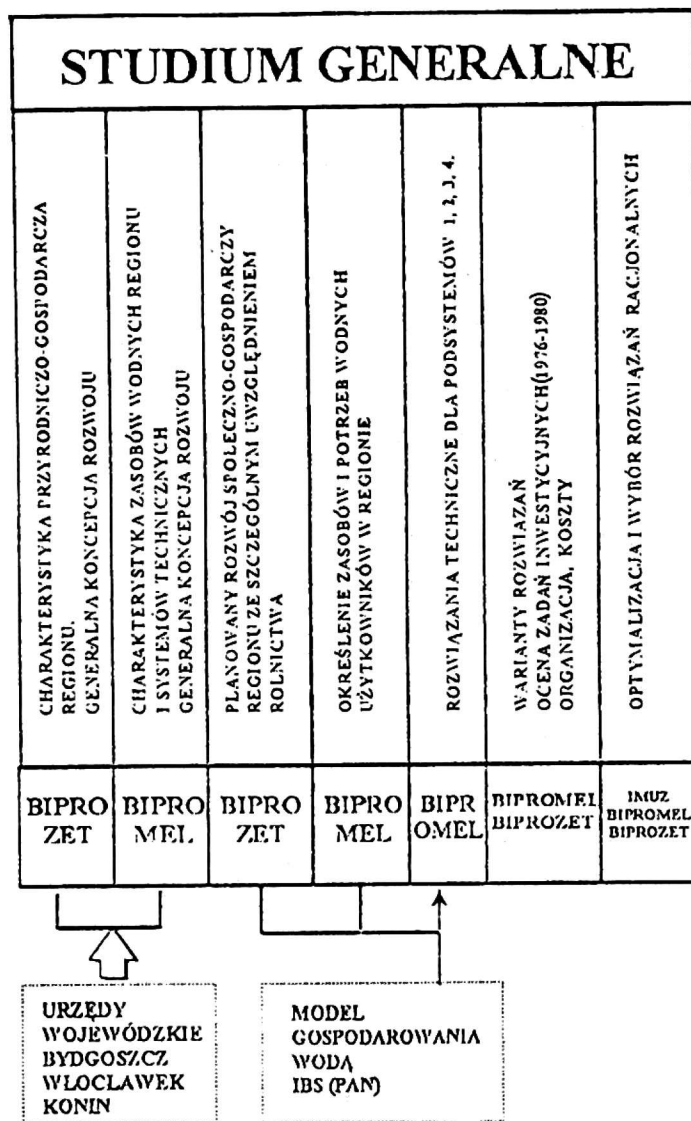 STUDIUM GENERALNE
CHARAKTERYSTYKA PRZYRODNICZO-GOSPODARCZA
REGIONU.
GENERALNA KONCEPCJA ROZWOJU
CHARAKTERYSTYKA ZASOBÓW WODNYCH REGIONU
I SYSTEMÓW TECHNICZNYCH
GENERALNA KONCEPCJA ROZWOJU
PLANOWANY ROZWÓJ SPOŁECZNO-GOSPODARCZY
REGIONU ZE SZCZEGÓLNYM UWZGLĘDNIENIEM
ROLNICTWA
OKREŚLENIE ZASOBÓW I POTRZEB WODNYCH
UŻYTKOWNIKÓW W REGIONIE
ROZWIĄZANIA TECHNICZNE DLA PODSYSTEMÓW 1, 2, 3, 4.
WARIANTY ROZWIĄZAŃ
OCENA ZADAŃ INWESTYCYJNYCH(1976-1980)
ORGANIZACJA, KOSZTY
OPTYMALIZACJA I WYBÓR ROZWIĄZAŃ RACJONALNYCH
BIPRO
ZET
BIPRO
MEL
BIPRO
ZET
BIPRO
MEL
BIPR
OMEL
BIPROMEL
BIPROZET
IMUZ
BIPROMEL
BIPROZET
URZĘDY
WOJEWÓDZKIE
BYDGOSZCZ
WŁOCLAWEK
KONIN
MODEL
GOSPODAROWANIA
WODĄ
IBS (PAN)